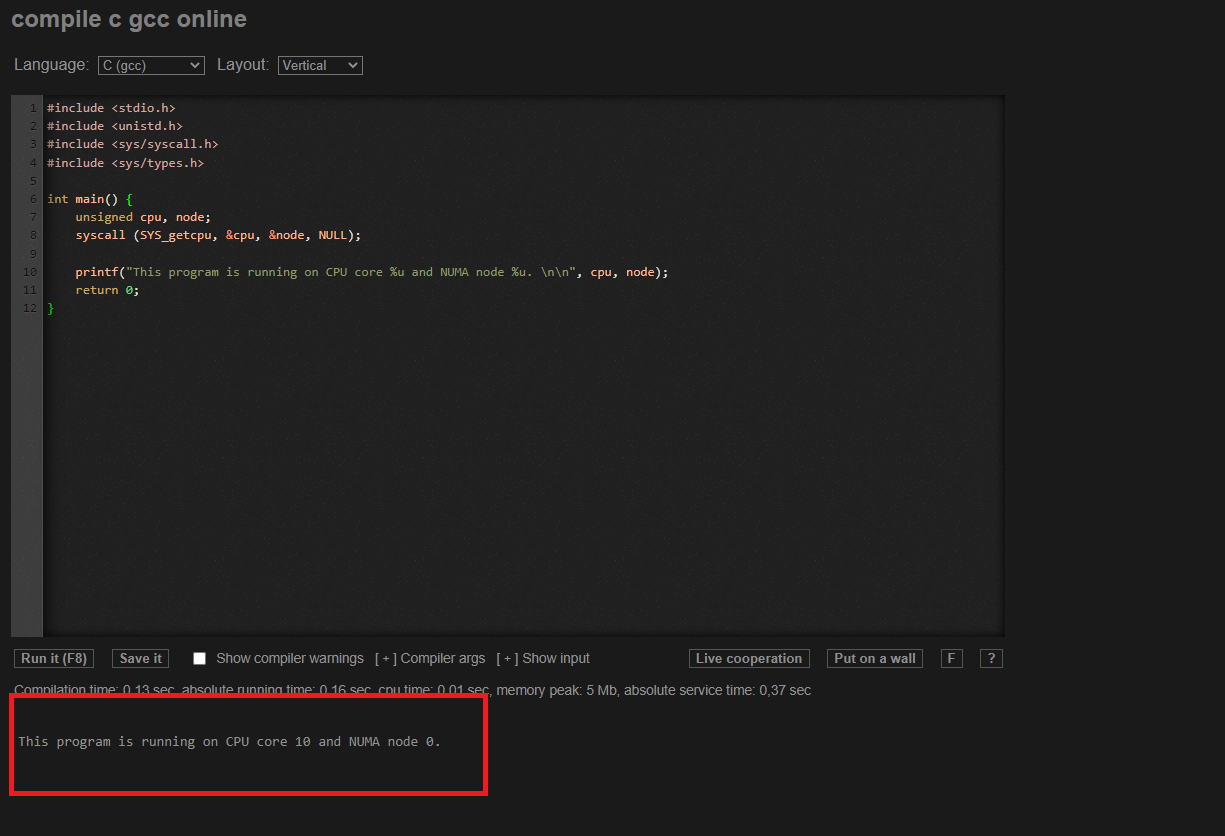 compile c gcc online
Language: C (gcc) Layout: Vertical
1 #include <stdio.h>
2 #include <unistd.h>
3 #include <sys/syscall.h>
4 #include <sys/types.h>
5
6 int main() {
7 unsigned cpu, node;
8 syscall (SYS_getcpu, &cpu, &node, NULL);
9
10 printf("This program is running on CPU core %u and NUMA node %u. \n\n", cpu, node);
11 return 0;
12 }
Run it (F8) Save it Show compiler warnings [ + ] Compiler args [ + ] Show input Live cooperation Put on a wall F ?
Compilation time: 0,13 sec, absolute running time: 0,16 sec, cpu time: 0,01 sec, memory peak: 5 Mb, absolute service time: 0,37 sec
This program is running on CPU core 10 and NUMA node 0.